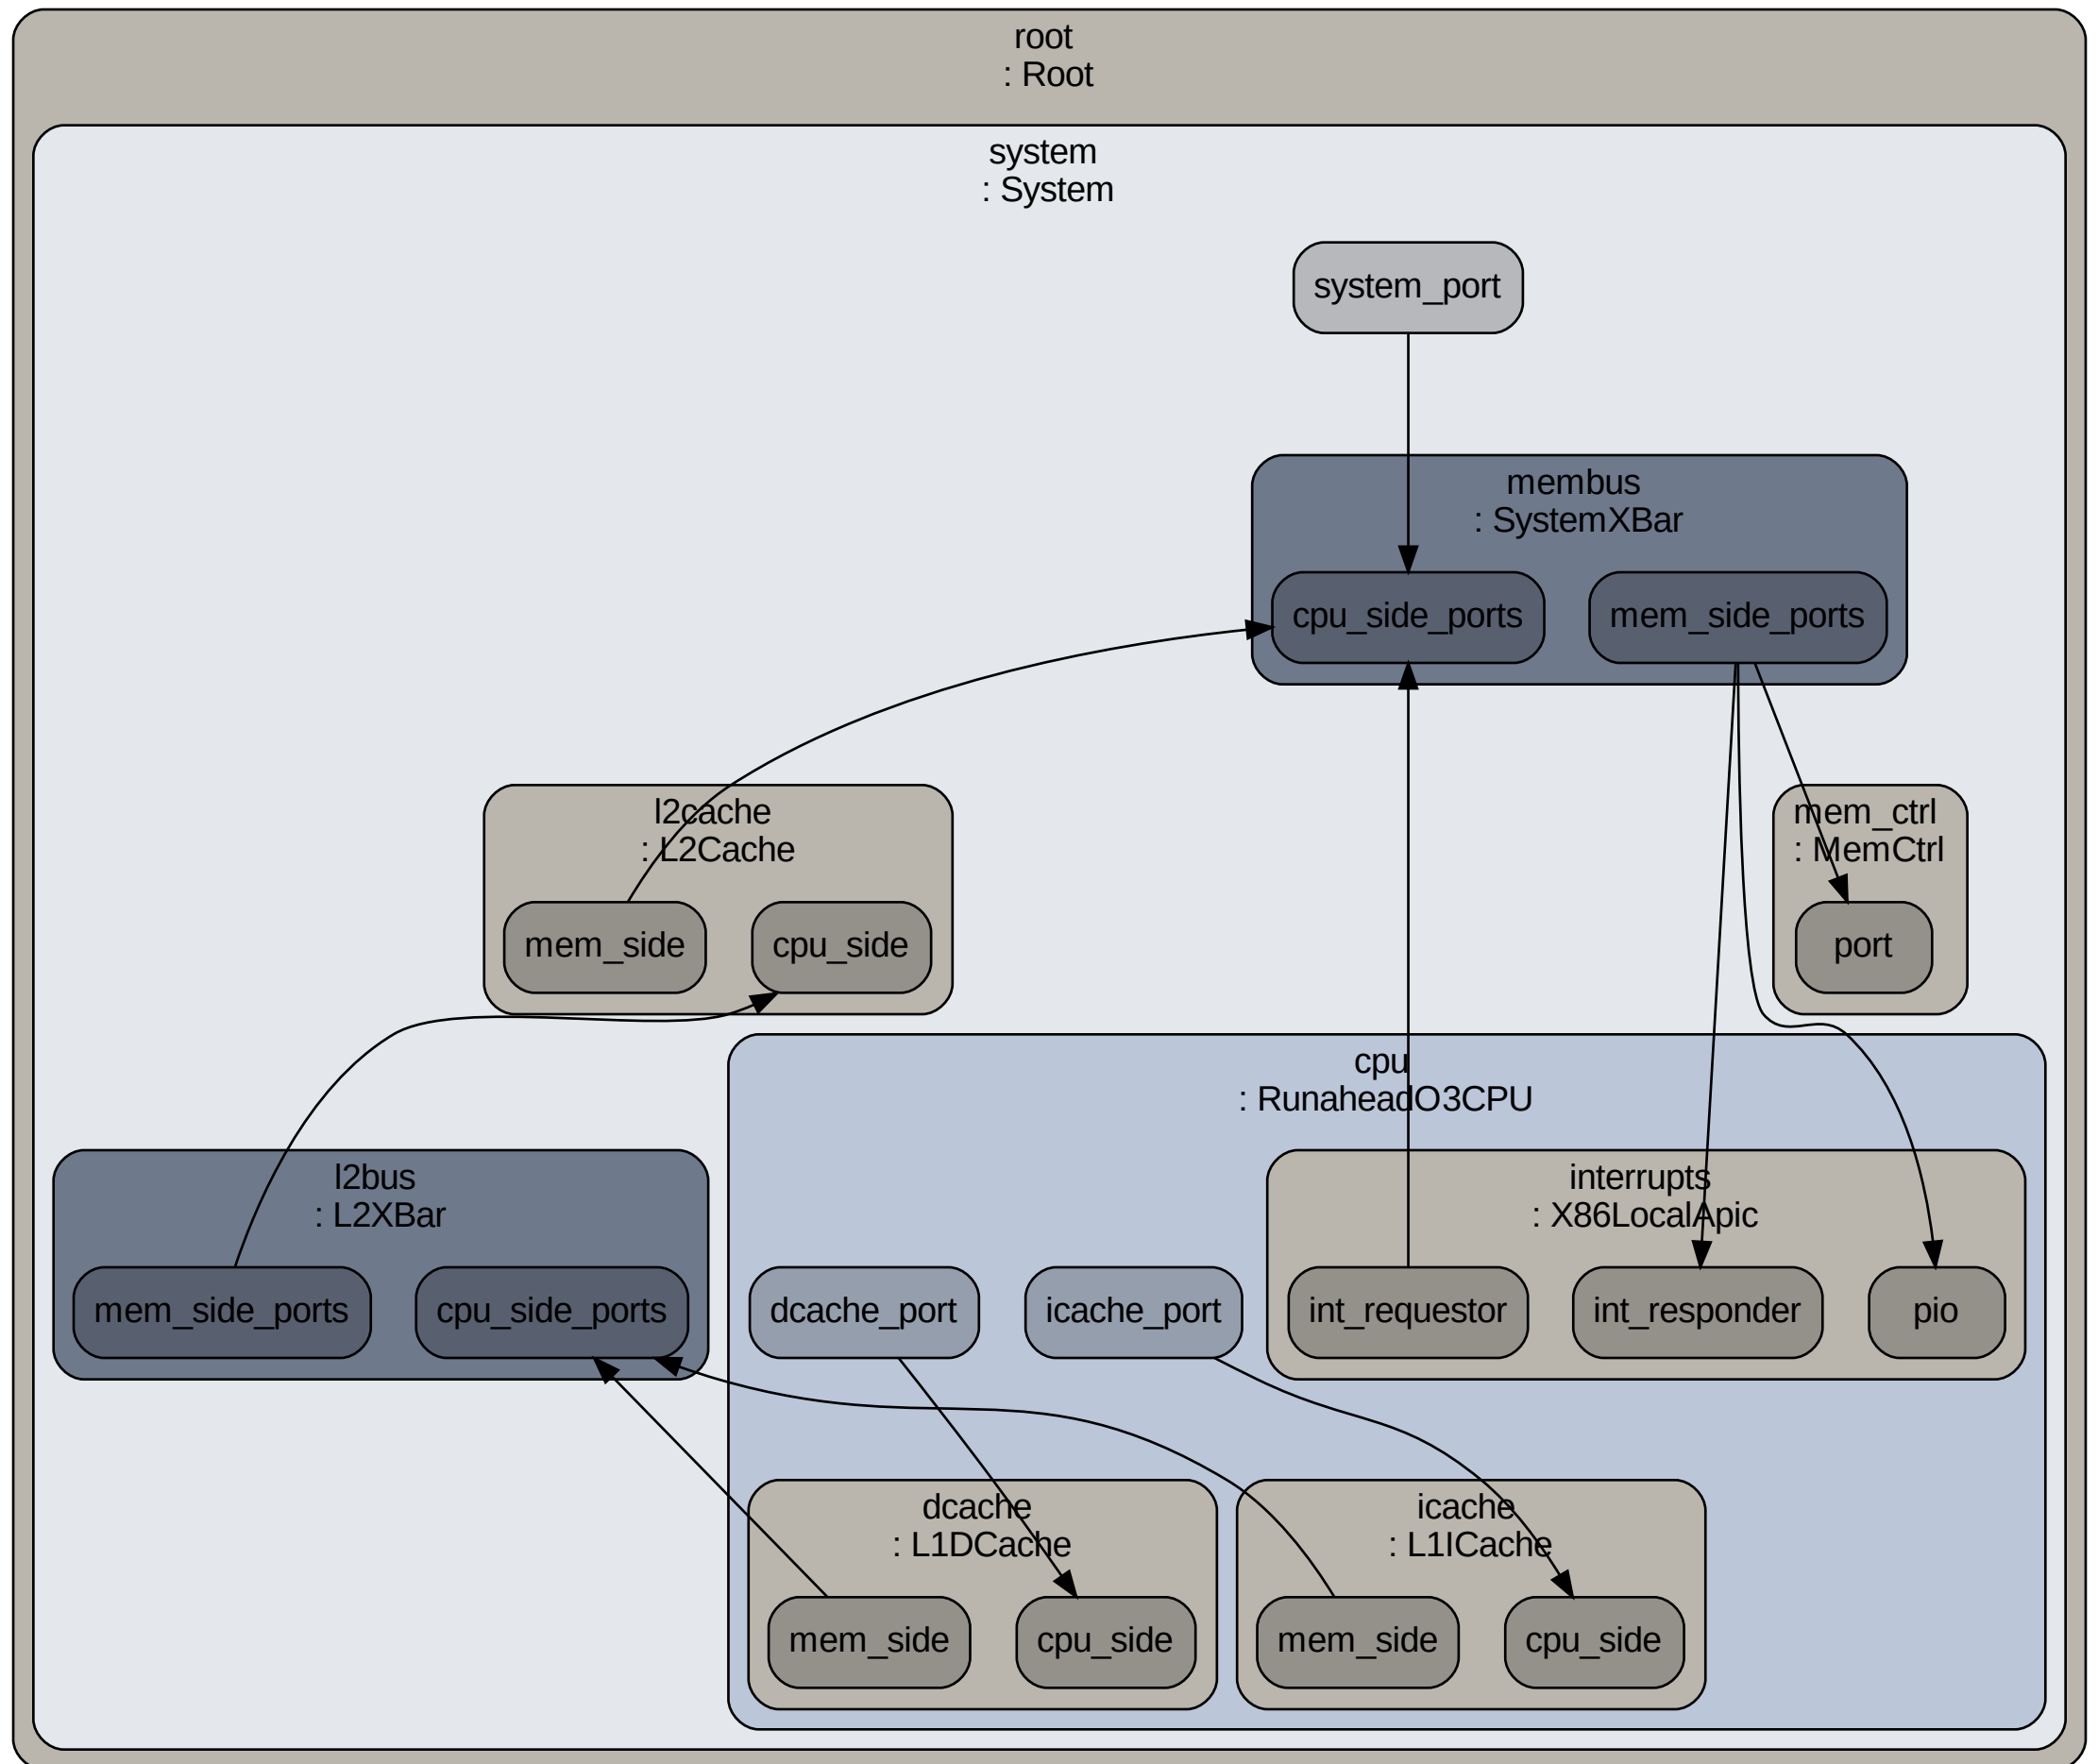 root
: Root
system
: System
system_port
membus
: SystemXBar
cpu_side_ports
mem_side_ports
l2cache
: L2Cache
mem_side
cpu_side
mem_ctrl
: MemCtrl
port
cpu
: RunaheadO3CPU
l2bus
: L2XBar
mem_side_ports
cpu_side_ports
interrupts
: X86LocalApic
dcache_port
icache_port
int_requestor
int_responder
pio
dcache
: L1DCache
mem_side
cpu_side
icache
: L1ICache
mem_side
cpu_side